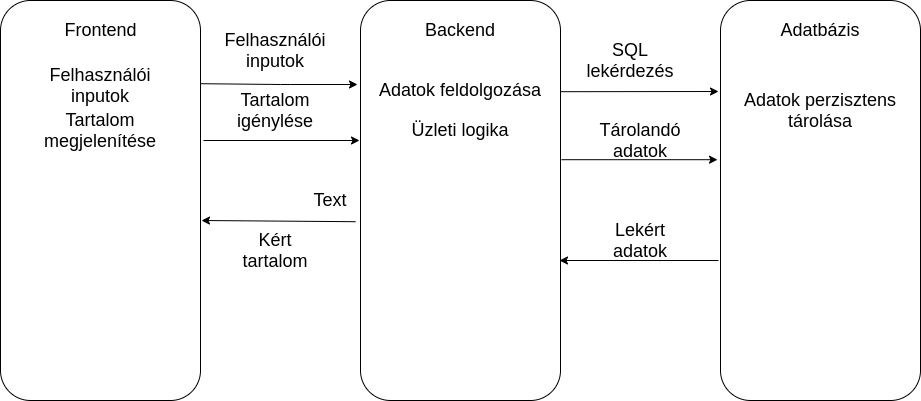 Frontend
Felhasználói
inputok
Tartalom
megjelenítése
Felhasználói
inputok
Tartalom
igénylése
Text
Kért
tartalom
Backend
Adatok feldolgozása
Üzleti logika
SQL
lekérdezés
Tárolandó
adatok
Lekért
adatok
Adatbázis
Adatok perzisztens
tárolása